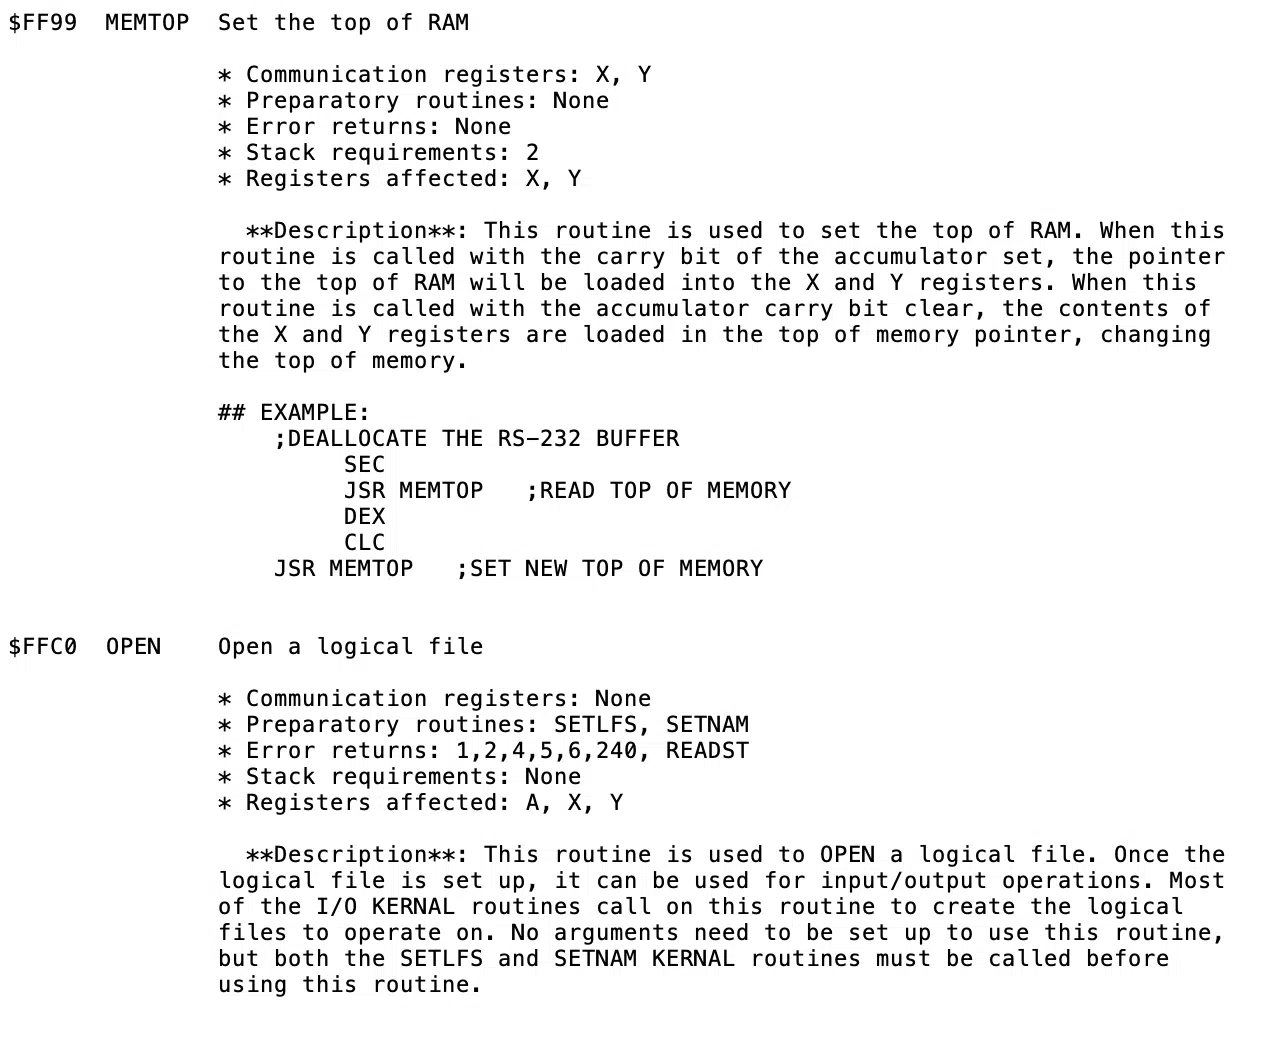 $FF99  MEMTOP  Set the top of RAM
* Communication registers: X, Y
* Preparatory routines: None
* Error returns: None
* Stack requirements: 2
* Registers affected: X, Y
**Description**: This routine is used to set the top of RAM. When this
routine is called with the carry bit of the accumulator set, the pointer
to the top of RAM will be loaded into the X and Y registers. When this
routine is called with the accumulator carry bit clear, the contents of
the X and Y registers are loaded in the top of memory pointer, changing
the top of memory.
## EXAMPLE:
;DEALLOCATE THE RS-232 BUFFER
SEC
JSR MEMTOP   ;READ TOP OF MEMORY
DEX
CLC
JSR MEMTOP   ;SET NEW TOP OF MEMORY
$FFC0  OPEN    Open a logical file
* Communication registers: None
* Preparatory routines: SETLFS, SETNAM
* Error returns: 1,2,4,5,6,240, READST
* Stack requirements: None
* Registers affected: A, X, Y
**Description**: This routine is used to OPEN a logical file. Once the
logical file is set up, it can be used for input/output operations. Most
of the I/O KERNAL routines call on this routine to create the logical
files to operate on. No arguments need to be set up to use this routine,
but both the SETLFS and SETNAM KERNAL routines must be called before
using this routine.